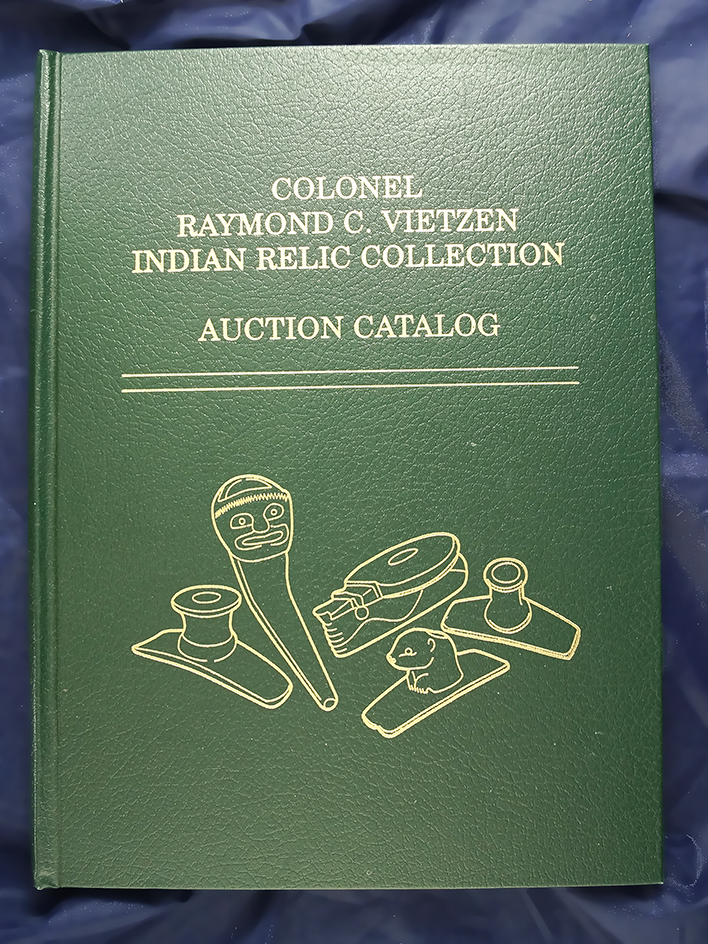 COLONEL
RAYMOND C. VIETZEN
INDIAN RELIC COLLECTION
AUCTION CATALOG